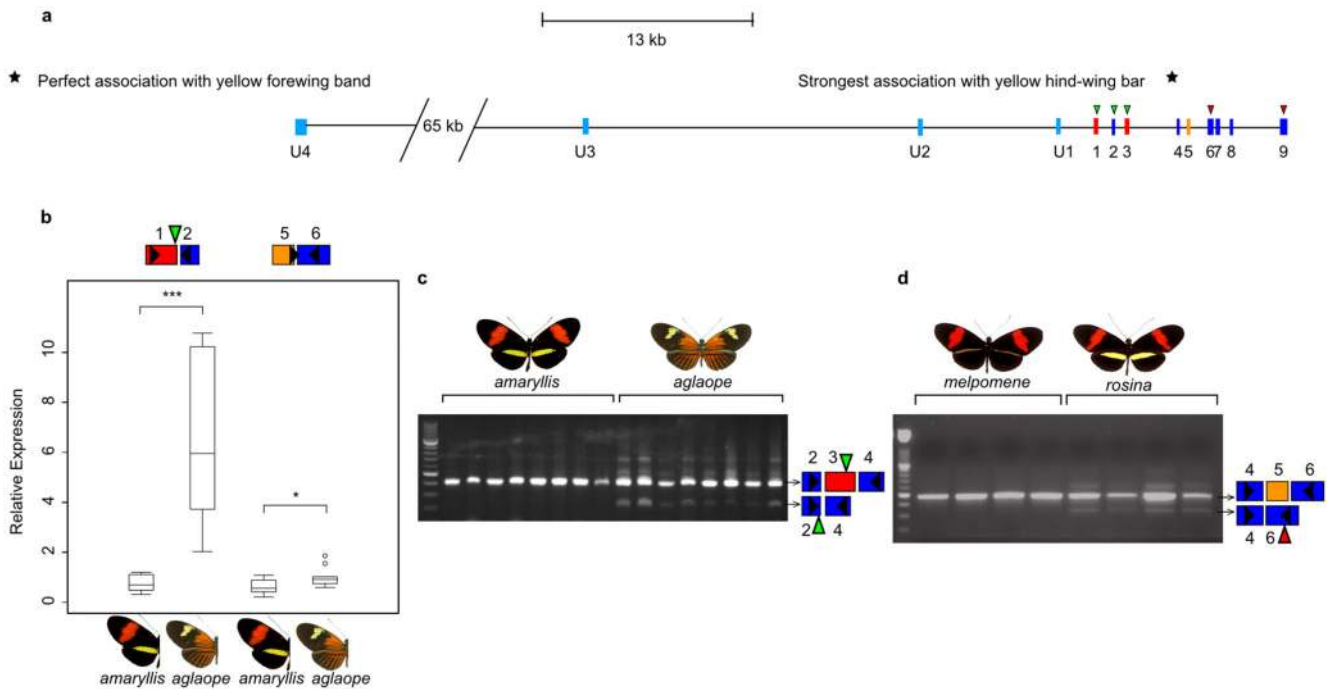 a
13 kb
★ Perfect association with yellow forewing band
Strongest association with yellow hind-wing bar ★
65 kb
U4 U3 U2 U1 1 2 3 4 5 6 7 8 9
b
1 2 5 6
***
*
Relative Expression
0 2 4 6 8 10
amaryllis aglaope amaryllis aglaope
c
amaryllis aglaope
2 3 4
2 4
d
melpomene rosina
4 5 6
4 6